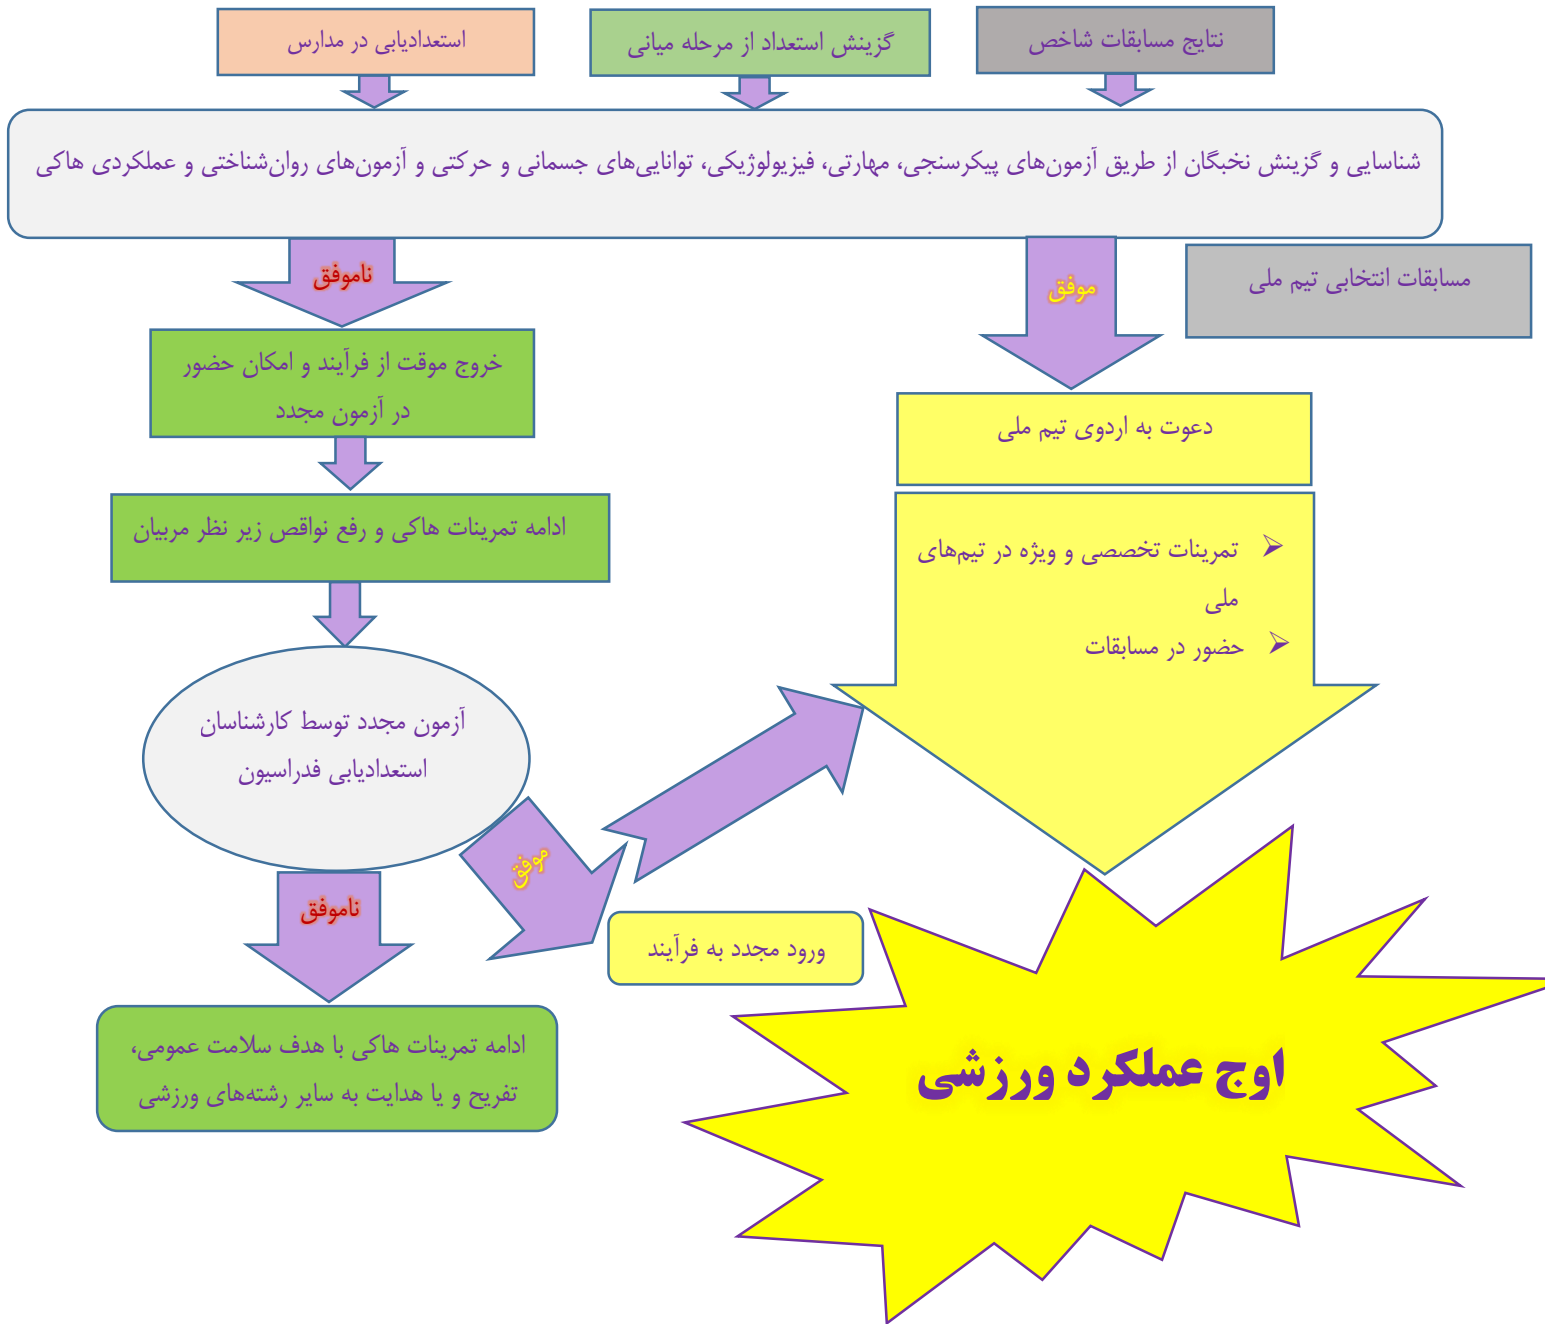 نتایج مسابقات شاخص
گزینش استعداد از مرحله میانی
استعدادیابی در مدارس
شناسایی و گزینش نخبگان از طریق آزمون‌های پیکرسنجی، مهارتی، فیزیولوژیکی، توانایی‌های جسمانی و حرکتی و آزمون‌های روان‌شناختی و عملکردی هاکی
مسابقات انتخابی تیم ملی
موفق
ناموفق
دعوت به اردوی تیم ملی
تمرینات تخصصی و ویژه در تیم‌های
ملی
حضور در مسابقات
خروج موقت از فرآیند و امکان حضور
در آزمون مجدد
ادامه تمرینات هاکی و رفع نواقص زیر نظر مربیان
آزمون مجدد توسط کارشناسان
استعدادیابی فدراسیون
موفق
ناموفق
ورود مجدد به فرآیند
ادامه تمرینات هاکی با هدف سلامت عمومی،
تفریح و یا هدایت به سایر رشته‌های ورزشی
اوج عملکرد ورزشی